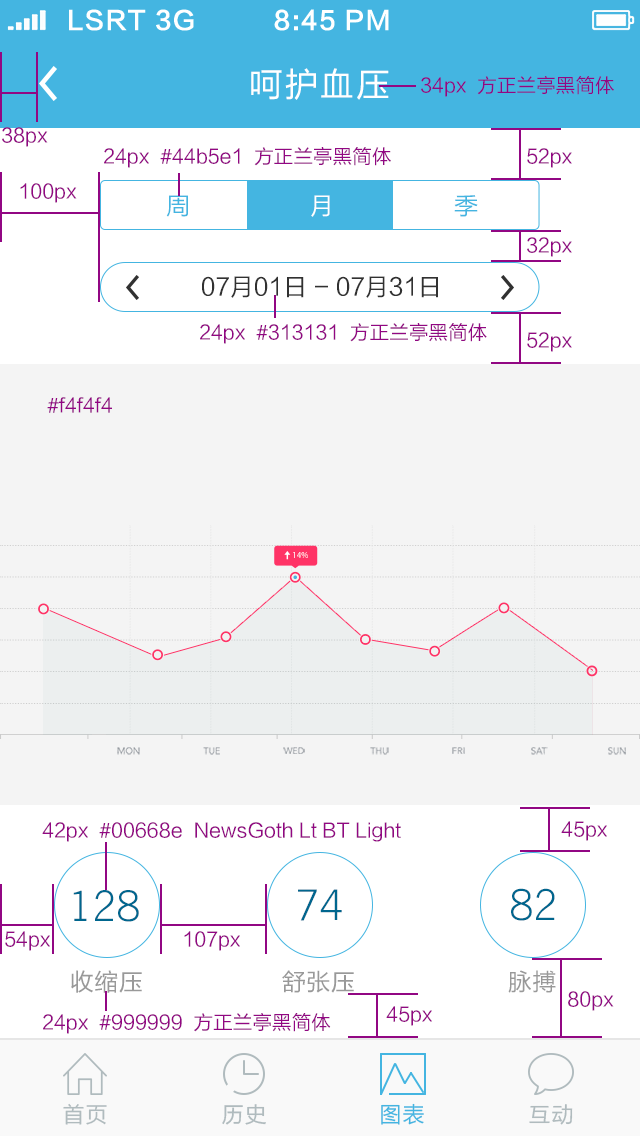 LSRT 3G 8:45 PM
呵护血压 34px 方正兰亭黑简体
38px
24px #44b5e1 方正兰亭黑简体 52px
100px
周 月 季
32px
07月01日 – 07月31日
24px #313131 方正兰亭黑简体 52px
#f4f4f4
14%
MON TUE WED THU FRI SAT SUN
42px #00668e NewsGoth Lt BT Light 45px
128 74 82
54px 107px
收缩压 舒张压 脉搏
80px
24px #999999 方正兰亭黑简体 45px
首页 历史 图表 互动